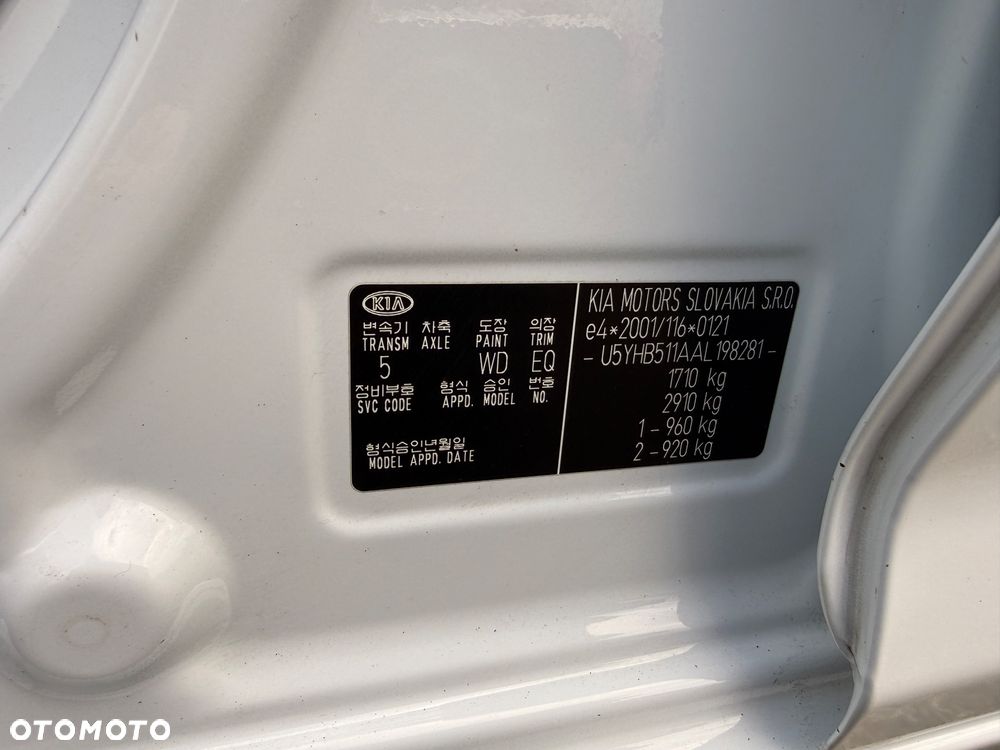 KIA
변속기 차축 도장 의장
TRANSM AXLE PAINT TRIM
5 WD EQ
정비부호 형식 승인 번호
SVC CODE APPD. MODEL NO.
형식승인년월일
MODEL APPD. DATE
KIA MOTORS SLOVAKIA S.R.O.
e4*2001/116*0121
- U5YHB511AAL198281 -
1710 kg
2910 kg
1 - 960 kg
2 - 920 kg
OTOMOTO